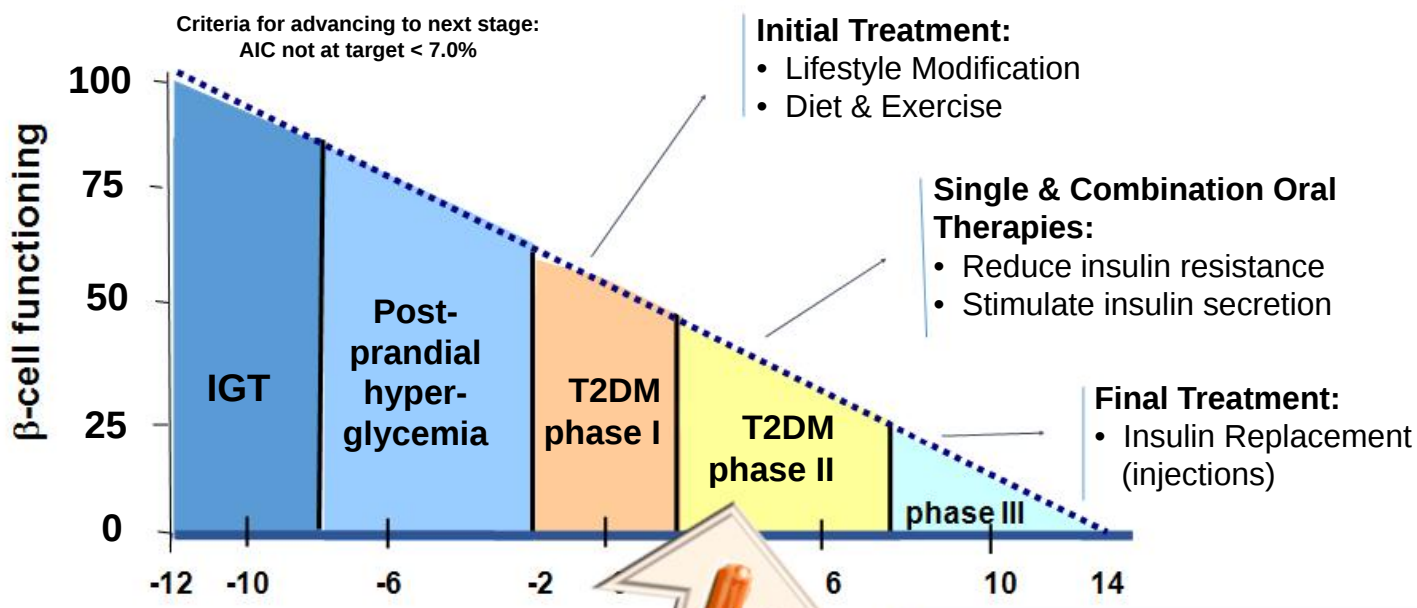 Criteria for advancing to next stage:
AIC not at target < 7.0%
Initial Treatment:
• Lifestyle Modification
• Diet & Exercise
Single & Combination Oral
Therapies:
• Reduce insulin resistance
• Stimulate insulin secretion
Final Treatment:
• Insulin Replacement
(injections)
β-cell functioning
100
75
50
25
0
IGT
Post-
prandial
hyper-
glycemia
T2DM
phase I
T2DM
phase II
phase III
-12 -10 -6 -2 6 10 14